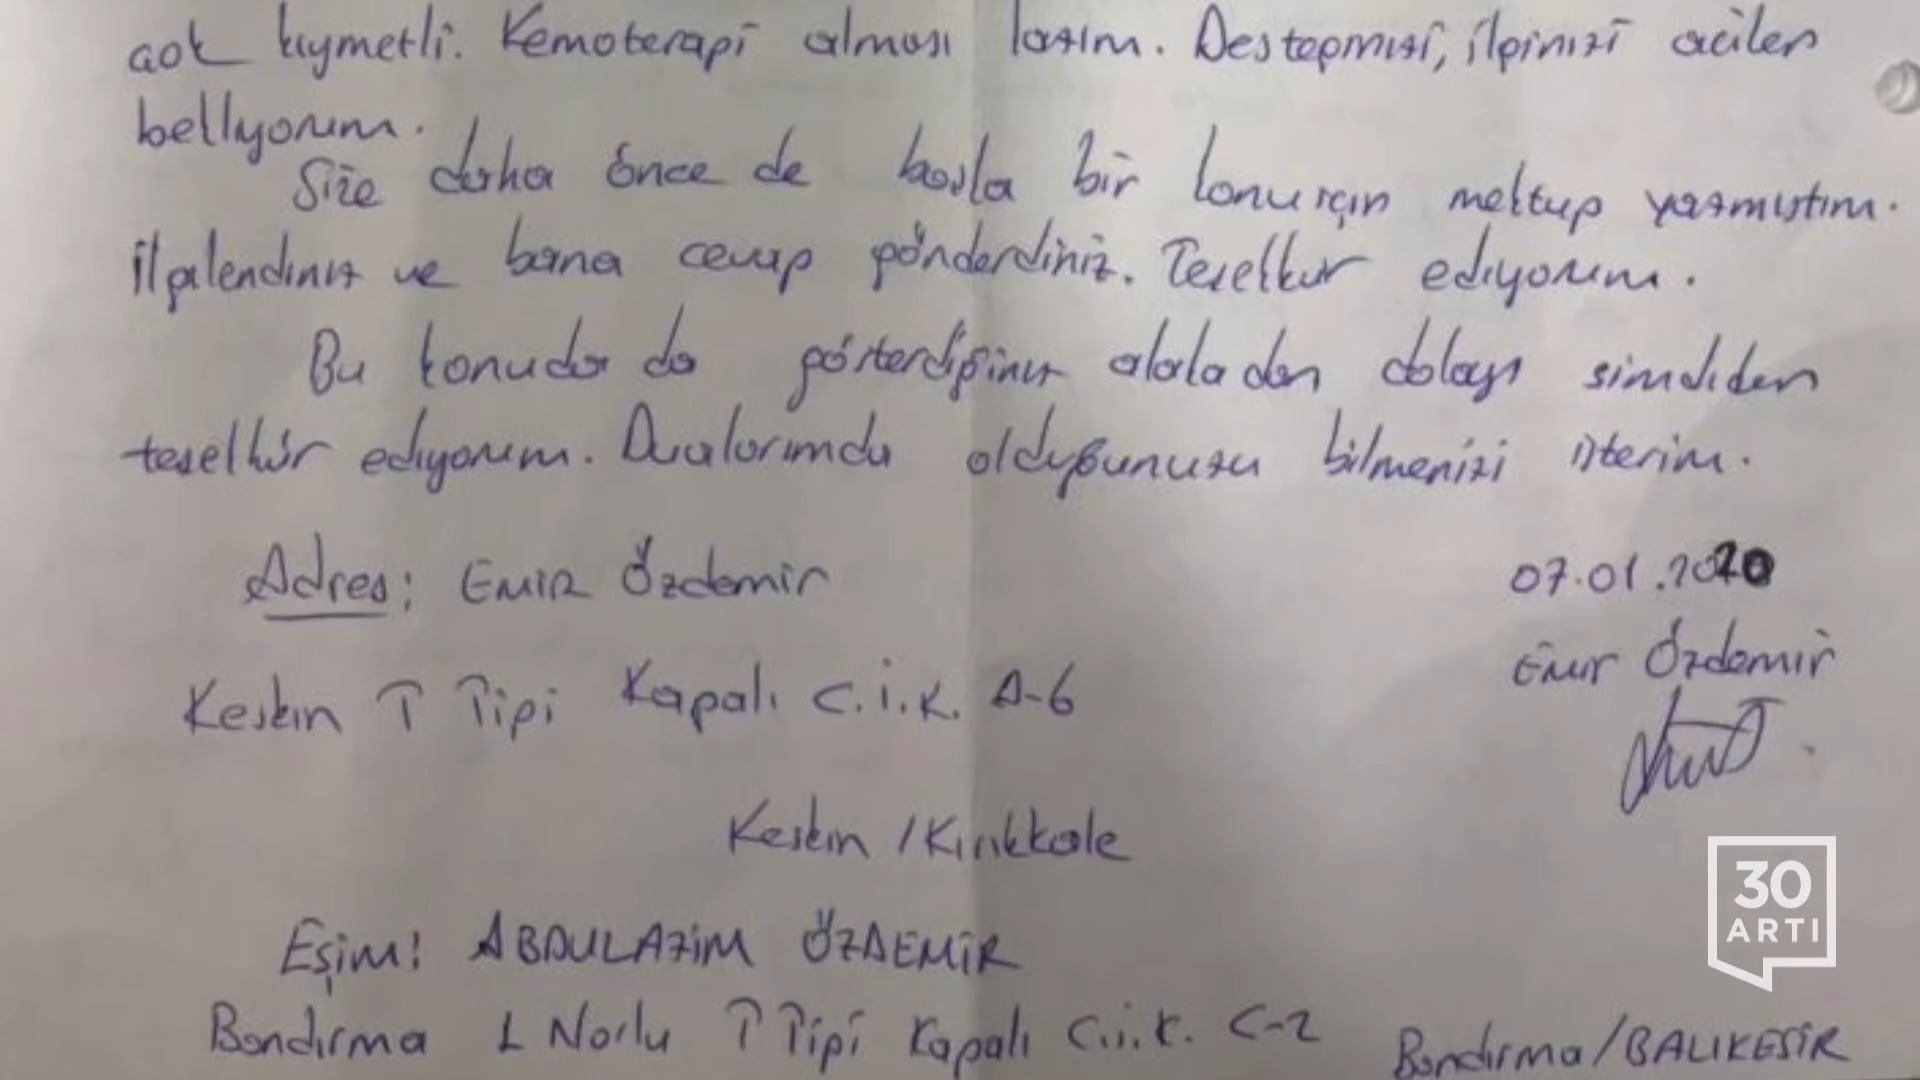 çok kıymetli. Kemoterapi alması lazım. Desteğinizi, ilginizi acilen
bekliyorum.
Size daha önce de başka bir konu için mektup yazmıştım.
ilgilendiniz ve bana cevap gönderdiniz. Teşekkür ediyorum.
Bu konuda da gösterdiğiniz alakadan dolayı şimdiden
teşekkür ediyorum. Dualarımda olduğunuzu bilmenizi isterim.
Adres: Emir Özdemir
07.01.2020
Emir Özdemir
Keskin T Tipi Kapalı C.İ.K. A-6
Keskin / Kırıkkale
Eşim: ABDULAZİM ÖZDEMİR
Bandırma 1 Nolu T Tipi Kapalı C.İ.K. C-2 Bandırma/BALIKESİR
30
ARTI